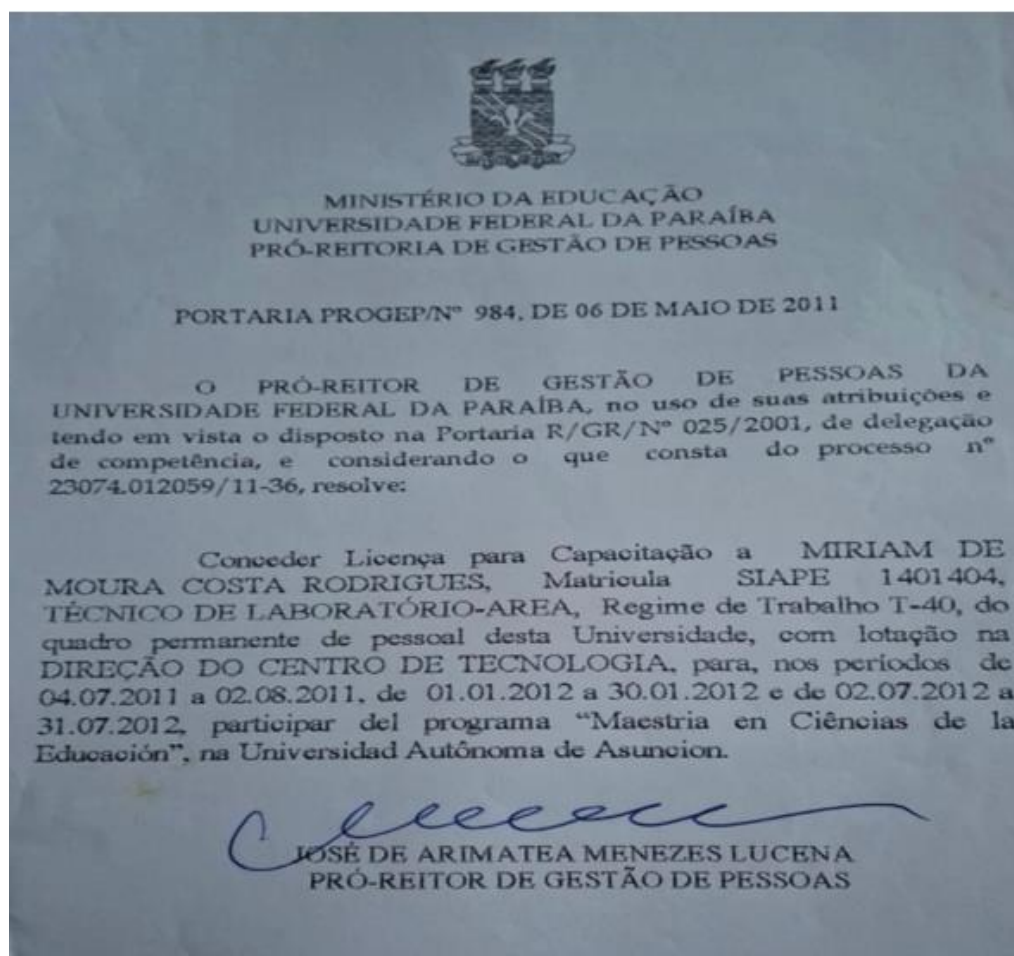 MINISTÉRIO DA EDUCAÇÃO
UNIVERSIDADE FEDERAL DA PARAÍBA
PRÓ-REITORIA DE GESTÃO DE PESSOAS
PORTARIA PROGEP/Nº 984, DE 06 DE MAIO DE 2011
O PRÓ-REITOR DE GESTÃO DE PESSOAS DA
UNIVERSIDADE FEDERAL DA PARAÍBA, no uso de suas atribuições e
tendo em vista o disposto na Portaria R/GR/Nº 025/2001, de delegação
de competência, e considerando o que consta do processo nº
23074.012059/11-36, resolve:
Conceder Licença para Capacitação a MIRIAM DE
MOURA COSTA RODRIGUES, Matricula SIAPE 1401404,
TÉCNICO DE LABORATÓRIO-AREA, Regime de Trabalho T-40, do
quadro permanente de pessoal desta Universidade, com lotação na
DIREÇÃO DO CENTRO DE TECNOLOGIA, para, nos períodos de
04.07.2011 a 02.08.2011, de 01.01.2012 a 30.01.2012 e de 02.07.2012 a
31.07.2012, participar del programa “Maestria en Ciências de la
Educación”, na Universidad Autônoma de Asuncion.
JOSÉ DE ARIMATEA MENEZES LUCENA
PRÓ-REITOR DE GESTÃO DE PESSOAS